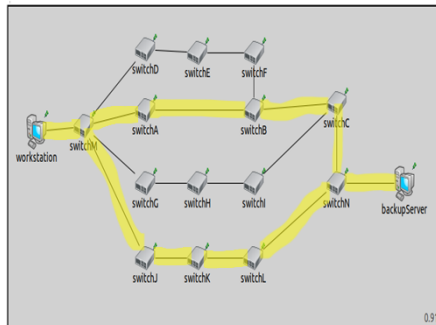 switchD
switchE
switchF
switchA
switchB
switchC
workstation
switchM
switchG
switchH
switchI
switchN
backupServer
switchJ
switchK
switchL